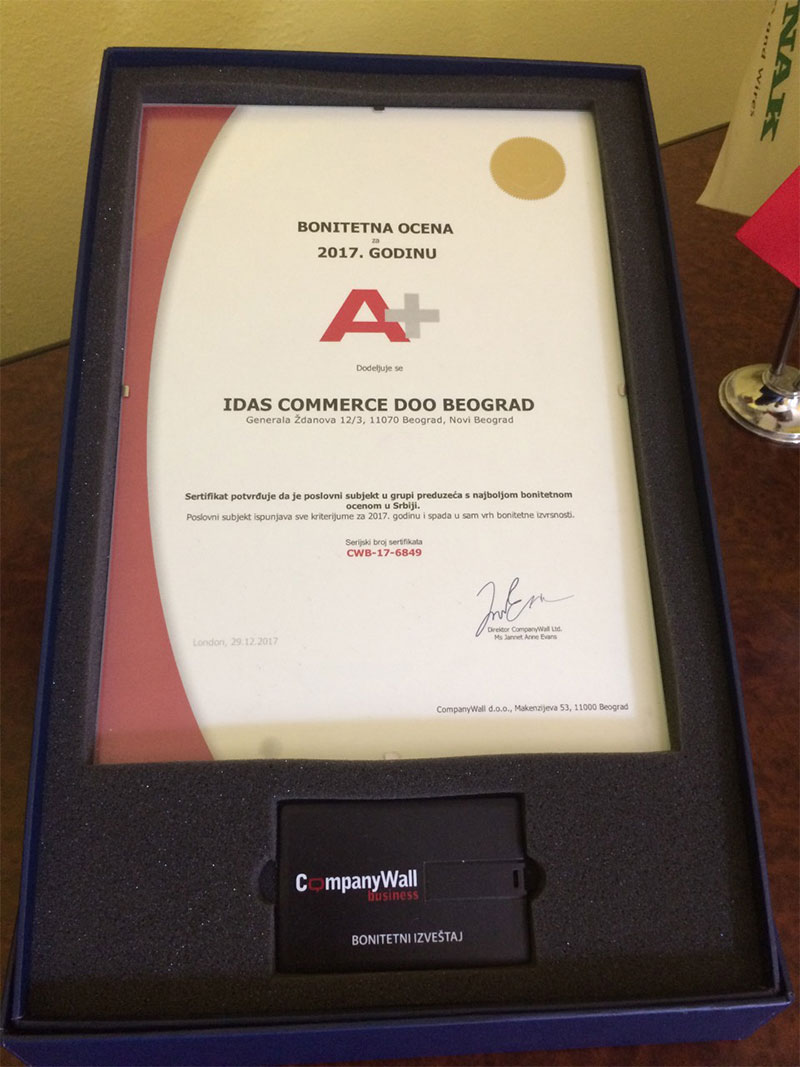 NAK
and Wires
BONITETNA OCENA
za
2017. GODINU
A+
Dodeljuje se
IDAS COMMERCE DOO BEOGRAD
Generala Ždanova 12/3, 11070 Beograd, Novi Beograd
Sertifikat potvrđuje da je poslovni subjekt u grupi preduzeća s najboljom bonitetnom
ocenom u Srbiji.
Poslovni subjekt ispunjava sve kriterijume za 2017. godinu i spada u sam vrh bonitetne izvrsnosti.
Serijski broj sertifikata
CWB-17-6849
Direktor CompanyWall Ltd.
Ms Jannet Anne Evans
London, 29.12.2017
CompanyWall d.o.o., Makenzijeva 53, 11000 Beograd
CompanyWall
business
BONITETNI IZVEŠTAJ